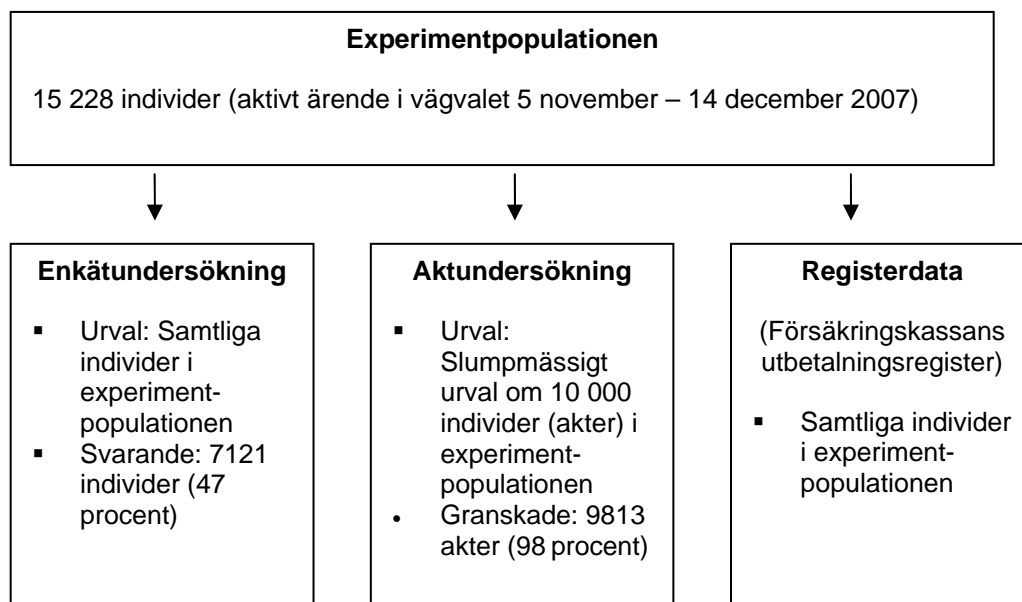 Experimentpopulationen
15 228 individer (aktivt ärende i vägvalet 5 november – 14 december 2007)
Enkätundersökning
▪ Urval: Samtliga
individer i
experiment-
populationen
▪ Svarande: 7121
individer (47
procent)
Aktundersökning
▪ Urval:
Slumpmässigt
urval om 10 000
individer (akter) i
experiment-
populationen
• Granskade: 9813
akter (98 procent)
Registerdata
(Försäkringskassans
utbetalningsregister)
▪ Samtliga individer
i experiment-
populationen